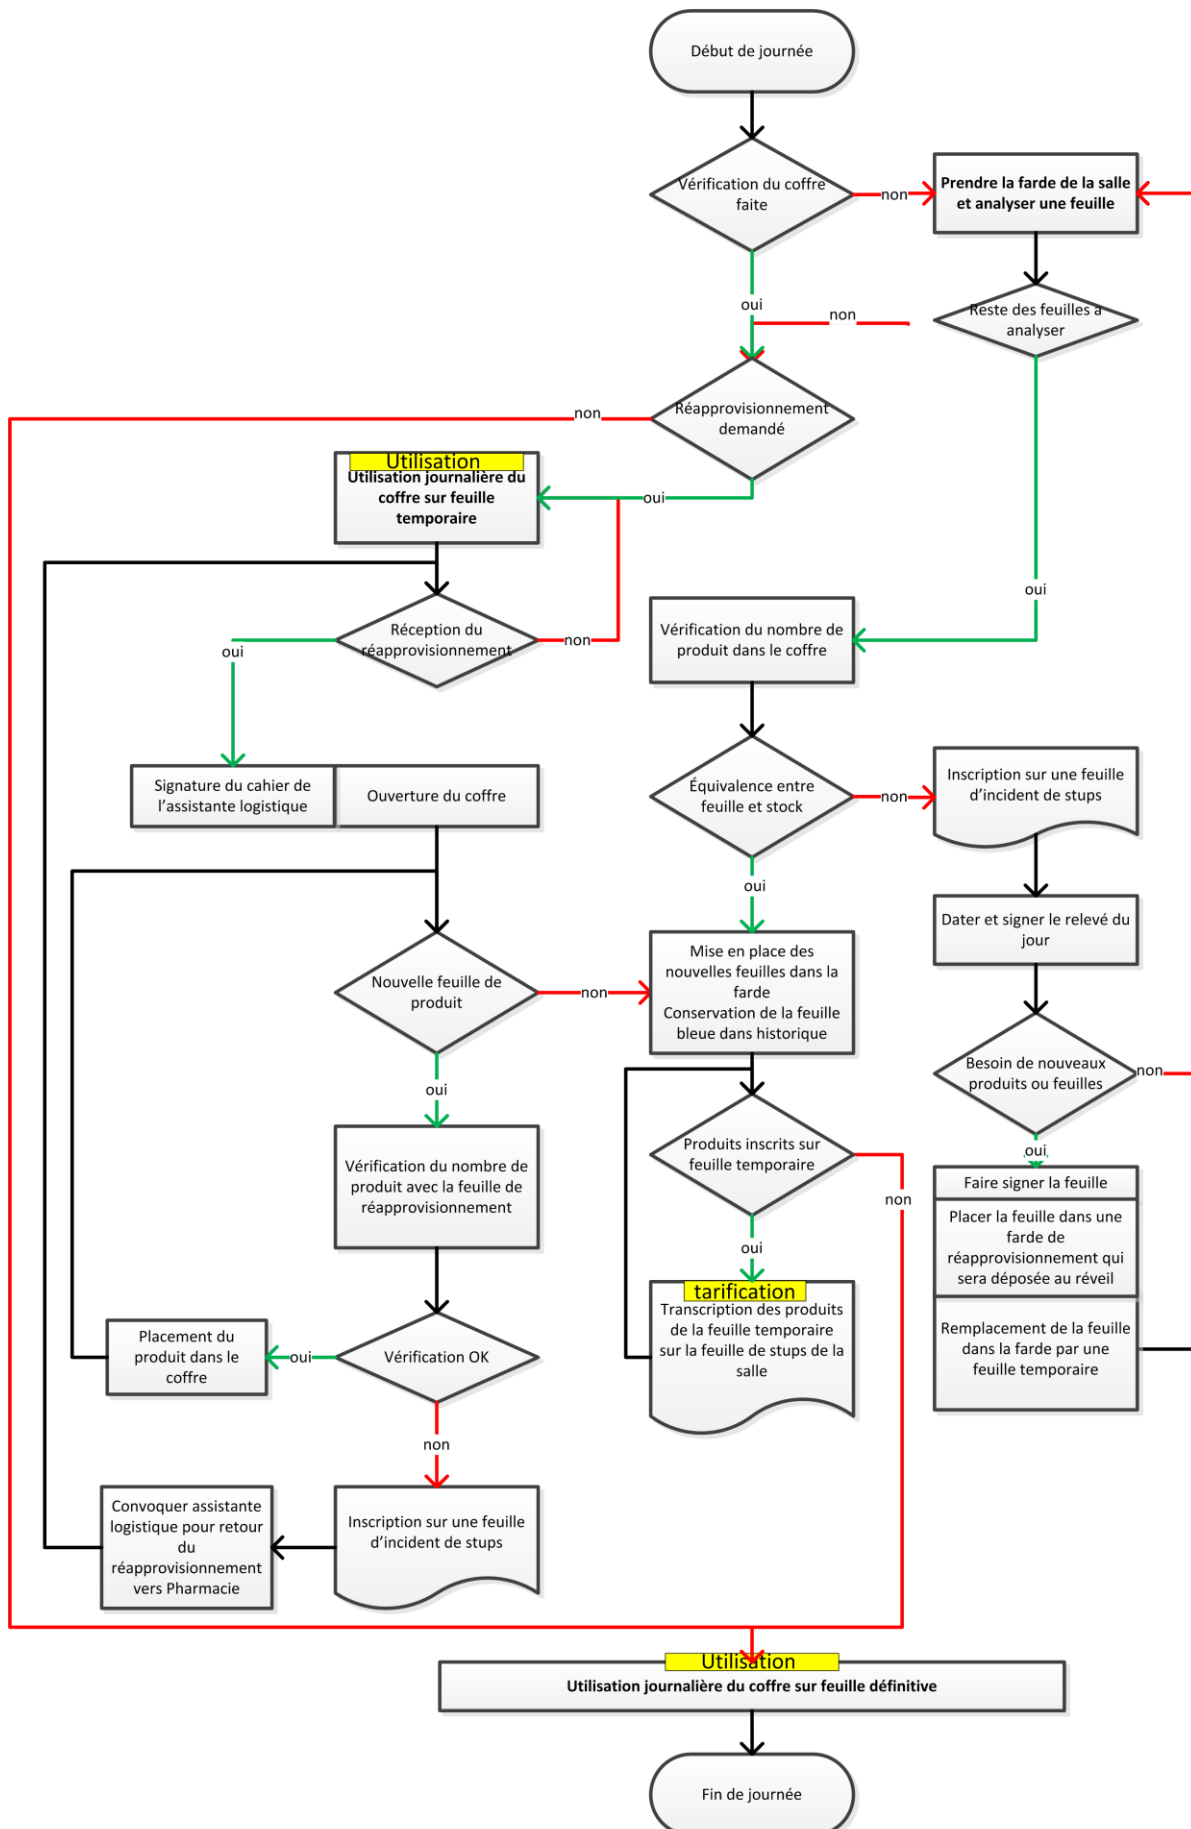 Début de journée
Vérification du coffre
faite
non
Prendre la farde de la salle
et analyser une feuille
oui
non
Reste des feuilles a
analyser
non
Réapprovisionnement
demandé
Utilisation
Utilisation journalière du
coffre sur feuille
temporaire
oui
oui
Réception du
réapprovisionnement
non
oui
Vérification du nombre de
produit dans le coffre
Signature du cahier de
l’assistante logistique
Ouverture du coffre
Équivalence entre
feuille et stock
non
Inscription sur une feuille
d’incident de stups
oui
Dater et signer le relevé du
jour
Nouvelle feuille de
produit
non
Mise en place des
nouvelles feuilles dans la
farde
Conservation de la feuille
bleue dans historique
Besoin de nouveaux
produits ou feuilles
non
oui
Vérification du nombre de
produit avec la feuille de
réapprovisionnement
Produits inscrits sur
feuille temporaire
non
oui
Faire signer la feuille
Placer la feuille dans une
farde de
réapprovisionnement qui
sera déposée au réveil
oui
tarification
Transcription des produits
de la feuille temporaire
sur la feuille de stups de la
salle
Remplacement de la feuille
dans la farde par une
feuille temporaire
Placement du
produit dans le
coffre
oui
Vérification OK
non
Convoquer assistante
logistique pour retour
du
réapprovisionnement
vers Pharmacie
Inscription sur une feuille
d’incident de stups
Utilisation
Utilisation journalière du coffre sur feuille définitive
Fin de journée